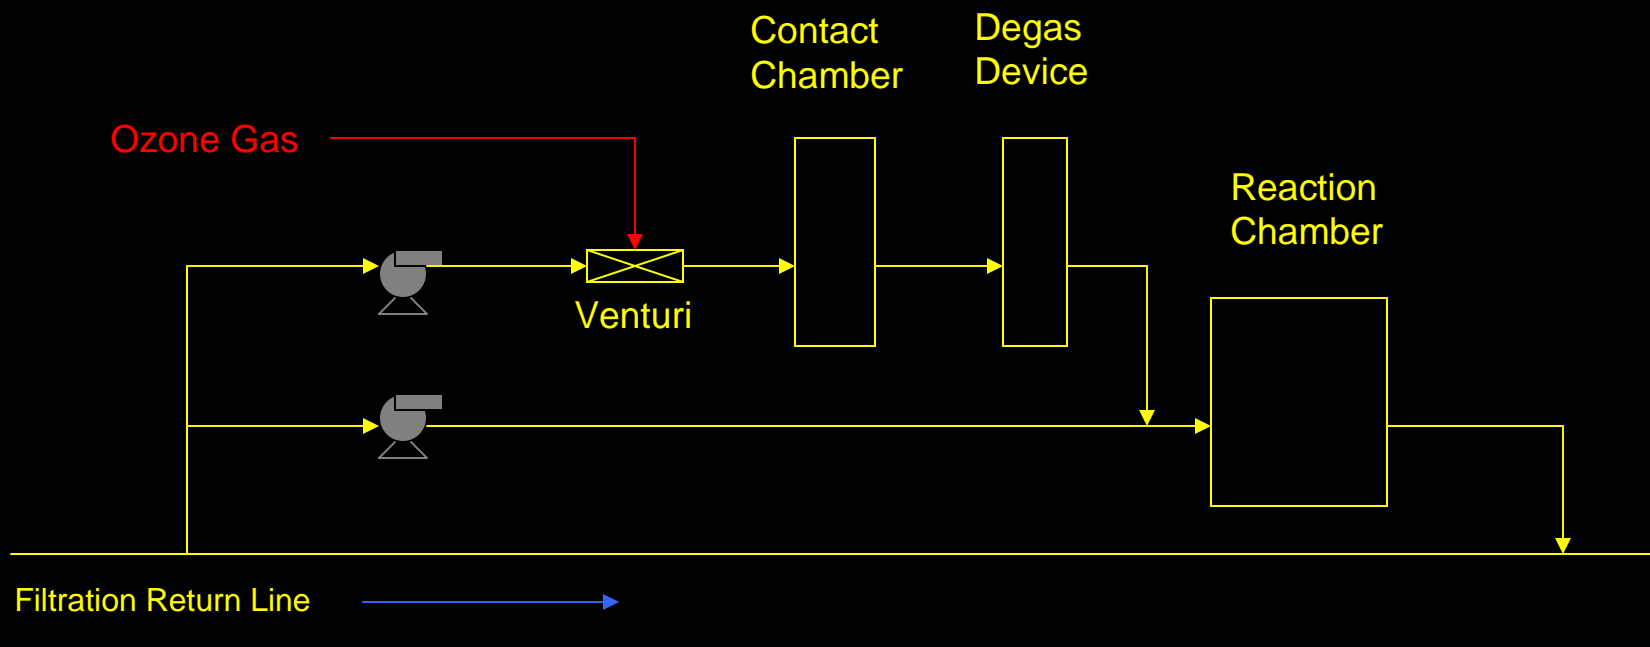 Contact
Chamber
Degas
Device
Ozone Gas
Reaction
Chamber
Venturi
Filtration Return Line